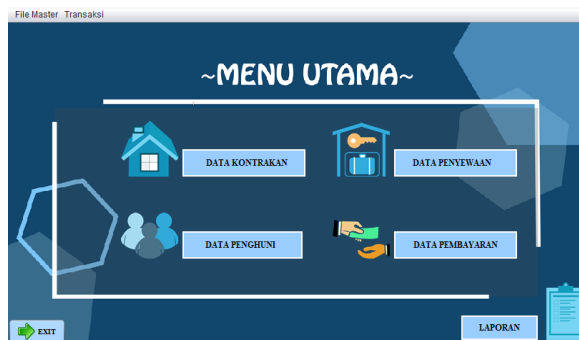 File Master Transaksi
~MENU UTAMA~
DATA KONTRAKAN
DATA PENYEWAAN
DATA PENGHUNI
DATA PEMBAYARAN
EXIT
LAPORAN